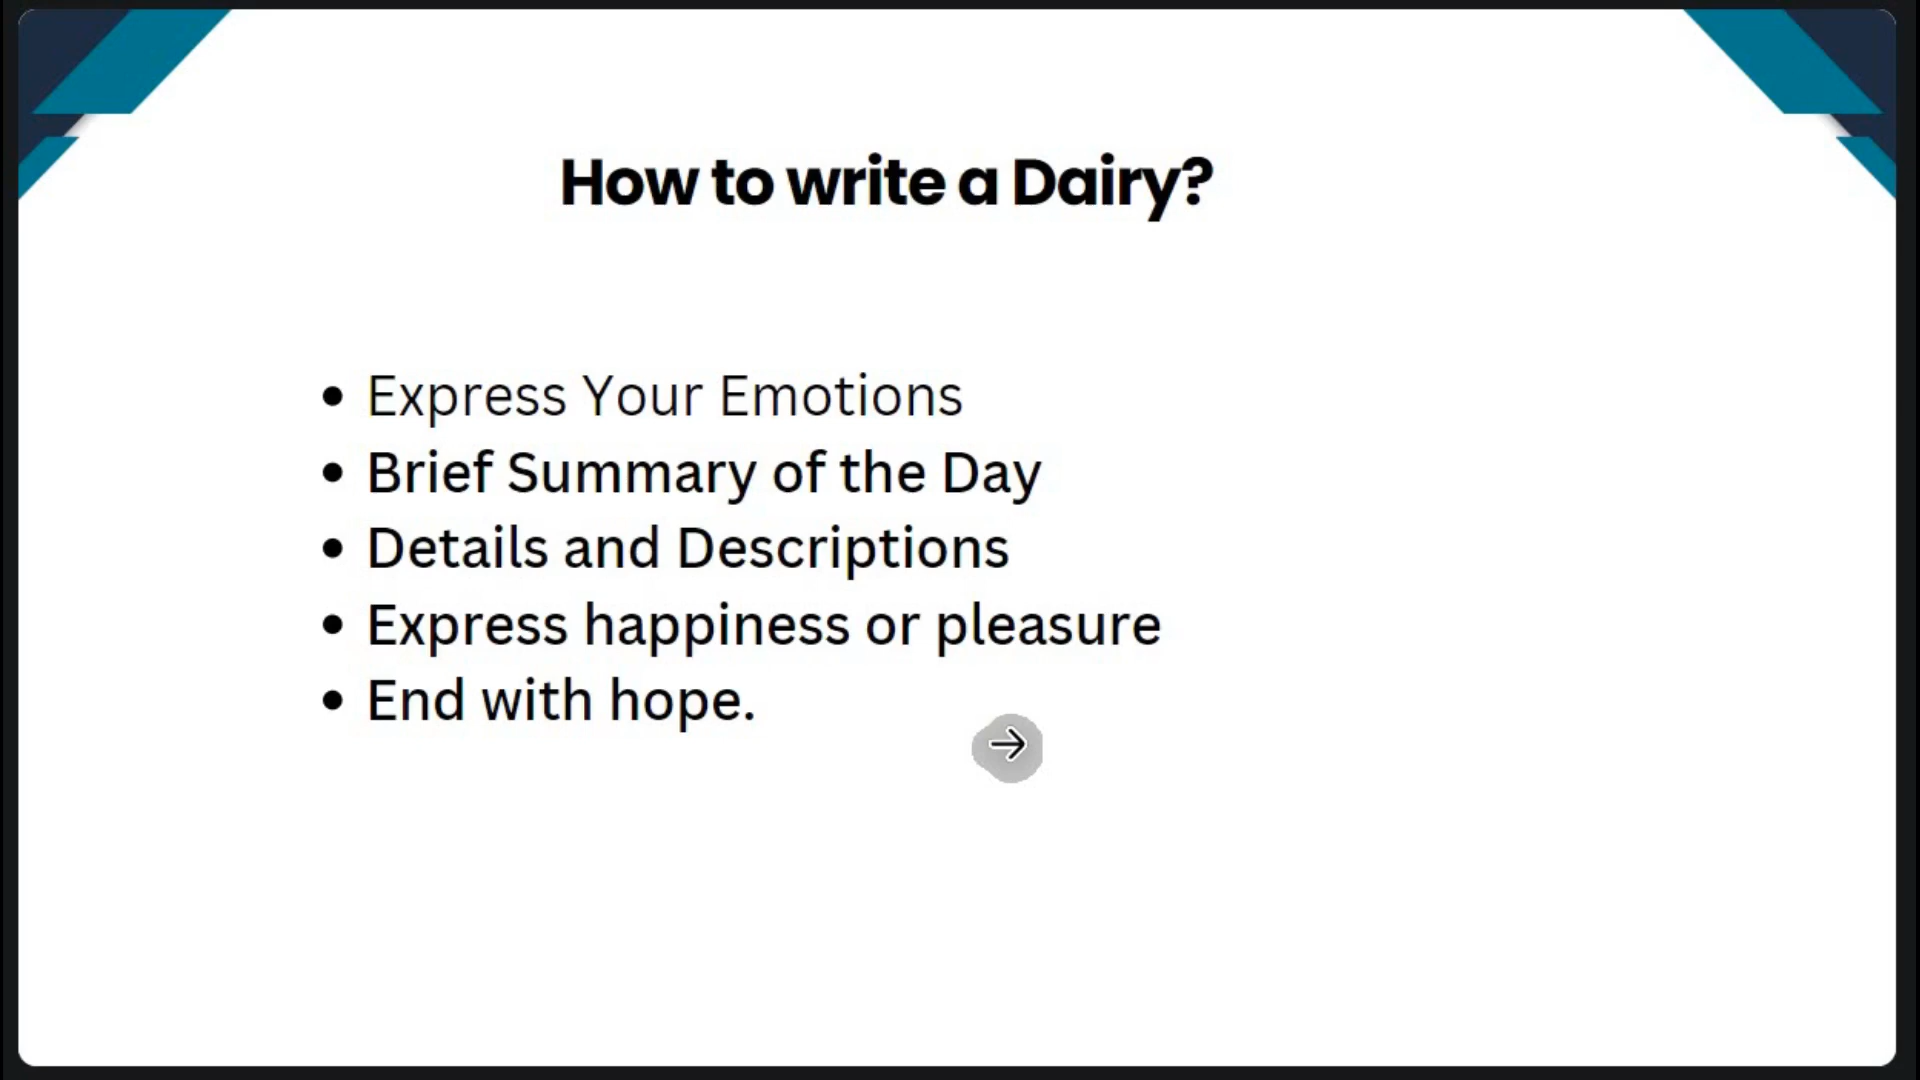 How to write a Dairy?
• Express Your Emotions
• Brief Summary of the Day
• Details and Descriptions
• Express happiness or pleasure
• End with hope.